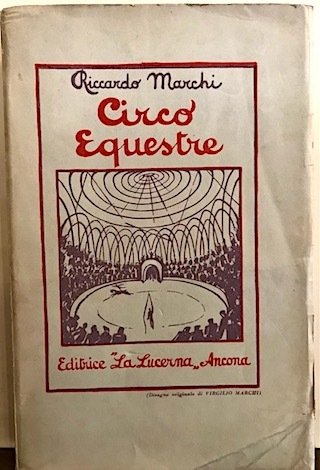 Riccardo Marchi
Circo
Equestre
Editrice "La Lucerna„ Ancona
(Disegno originale di VIRGILIO MARCHI)